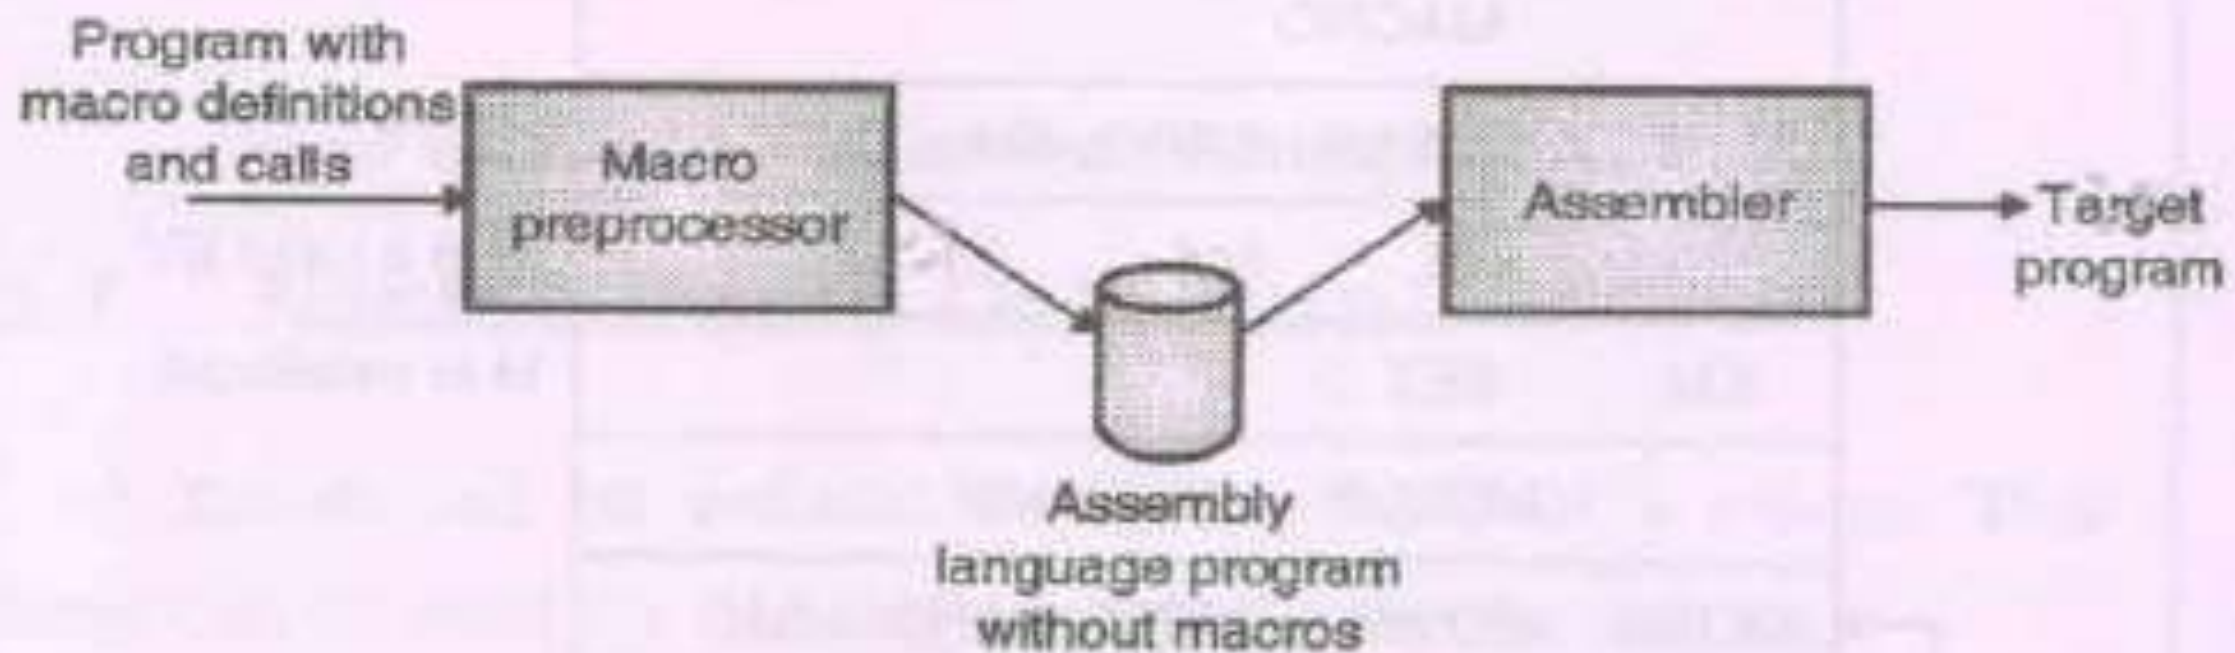 Program with
macro definitions
and calls
Macro
preprocessor
Assembler
Target
program
Assembly
language program
without macros